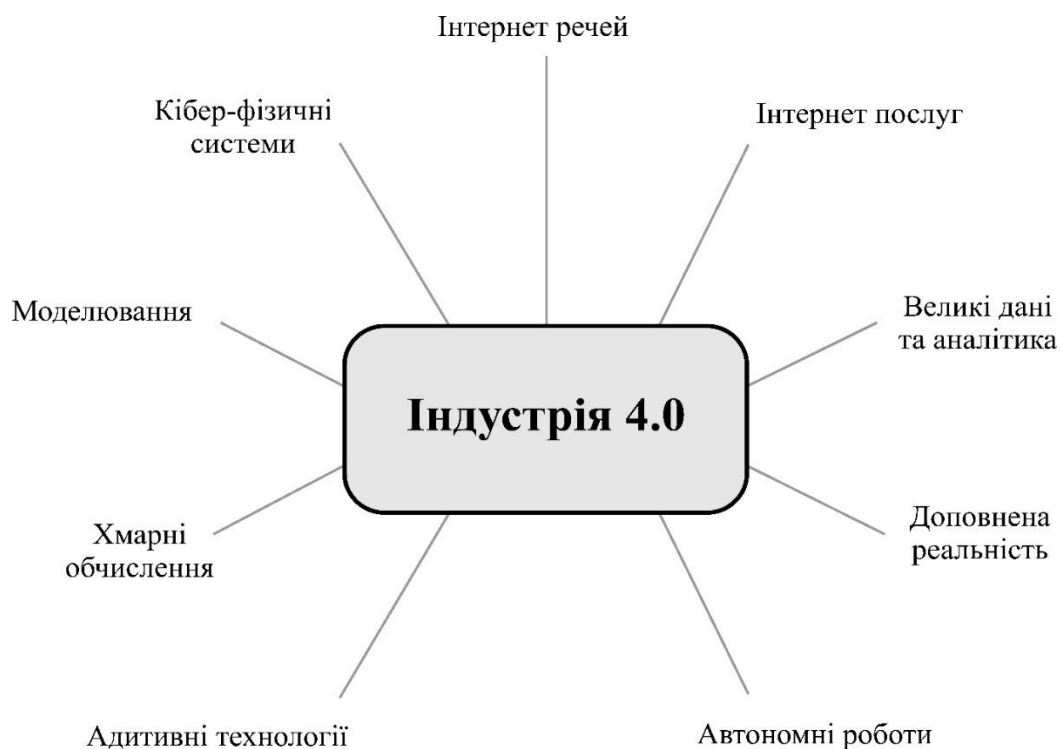 Інтернет речей
Кібер-фізичні
системи
Інтернет послуг
Моделювання
Великі дані
та аналітика
Індустрія 4.0
Хмарні
обчислення
Доповнена
реальність
Адитивні технології
Автономні роботи